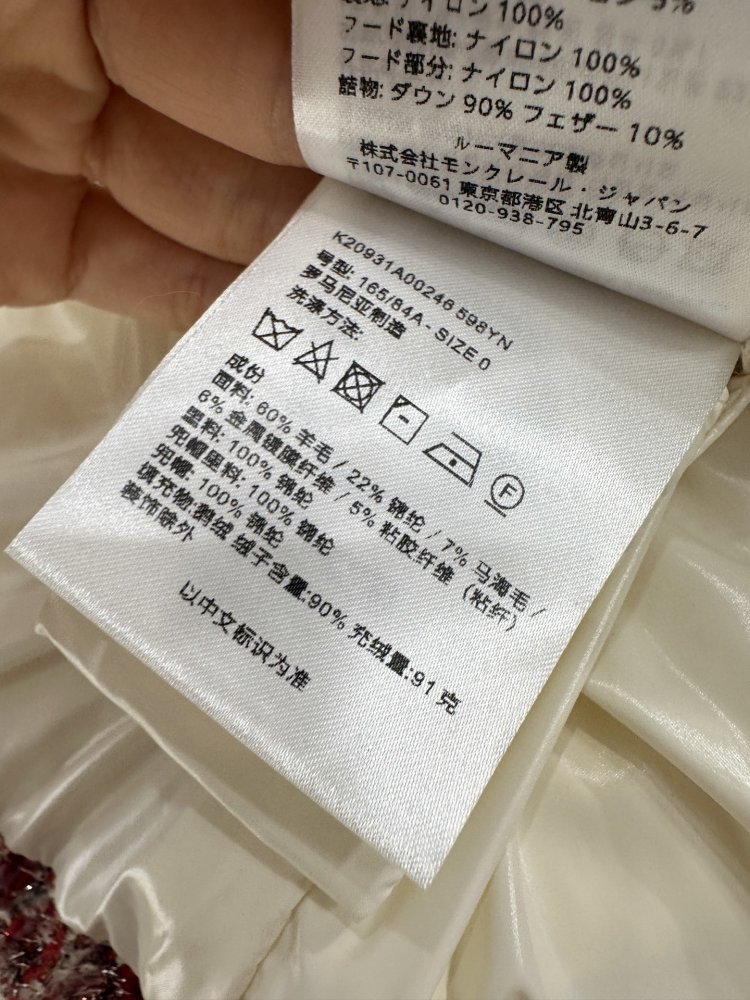 ナイロン 100%
フード裏地: ナイロン 100%
フード部分: ナイロン 100%
詰物: ダウン 90% フェザー 10%
ルーマニア製
株式会社モンクレール・ジャパン
〒107-0061 東京都港区 北青山3-6-7
0120-938-795
K20931A00246 598YN
号型: 165/84A - SIZE 0
罗马尼亚制造
洗涤方法:
F
成份
面料: 60% 羊毛 / 22% 锦纶 / 7% 马海毛 /
6% 金属镀膜纤维 / 5% 粘胶纤维 (粘纤)
里料: 100% 锦纶
兜帽里料: 100% 锦纶
兜帽: 100% 锦纶
填充物:鹅绒 绒子含量:90% 充绒量:91 克
装饰除外
以中文标识为准